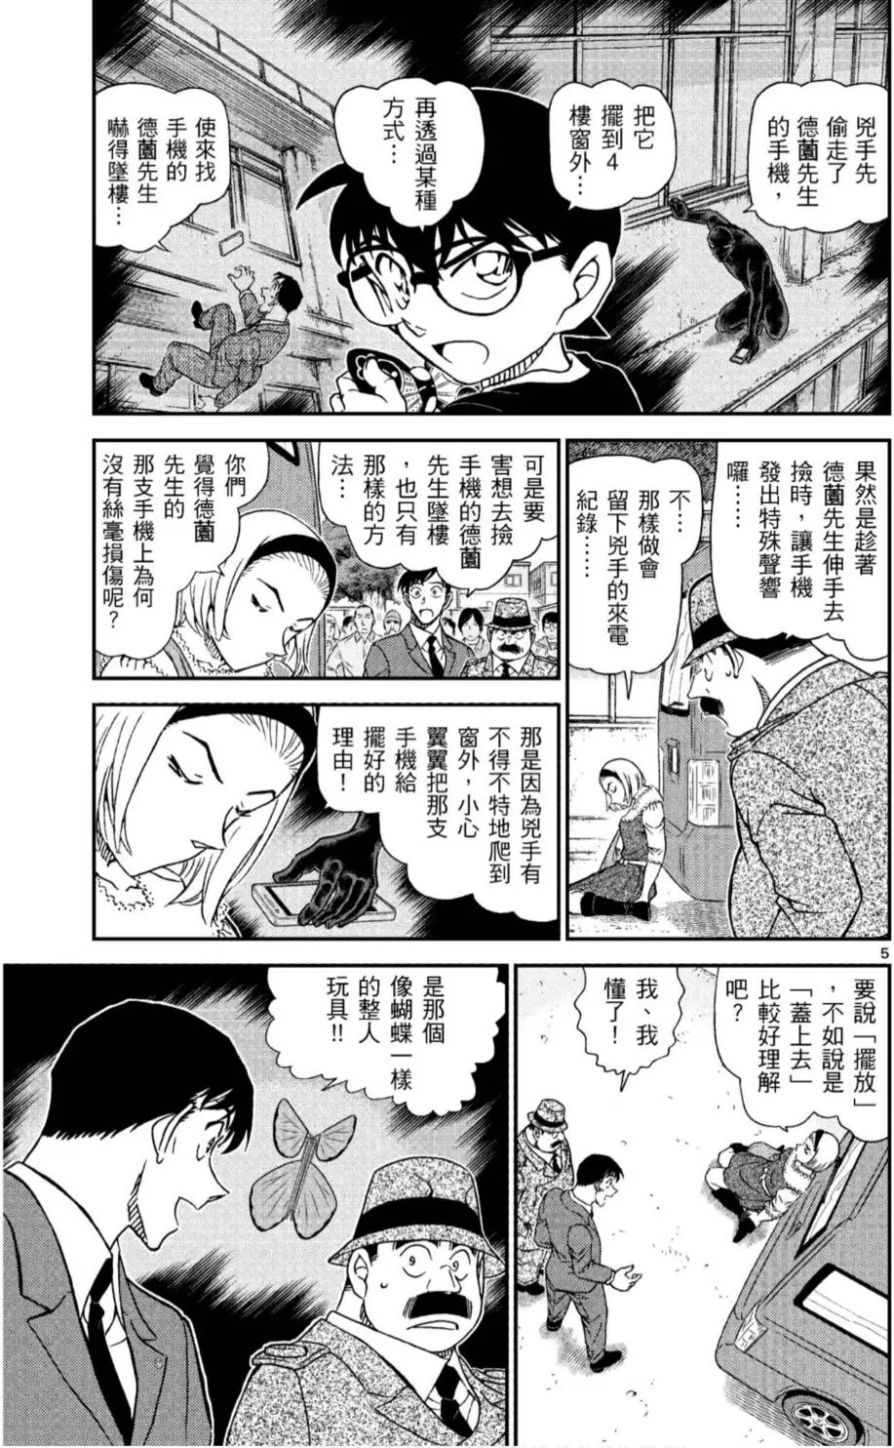 兇手先
偷走了
德薗先生
的手機，
把它
擺到4
樓窗外…
再透過某種
方式…
使來找
手機的
德薗先生
嚇得墜樓…
果然是趁著
德薗先生伸手去
撿時，讓手機
發出特殊聲響
囉……
不…
那樣做會
留下兇手的來電
紀錄……
可是要
害想去撿
手機的德薗
先生墜樓
，也只有
那樣的方
法…
你們
覺得德薗
先生的
那支手機上為何
沒有絲毫損傷呢？
那是因為兇手有
不得不特地爬到
窗外，小心
翼翼把那支
手機給
擺好的
理由！
5
要說「擺放」
，不如說是
「蓋上去」
比較好理解
吧？
我、我
懂了！
是那個
像蝴蝶一樣
的整人
玩具!!